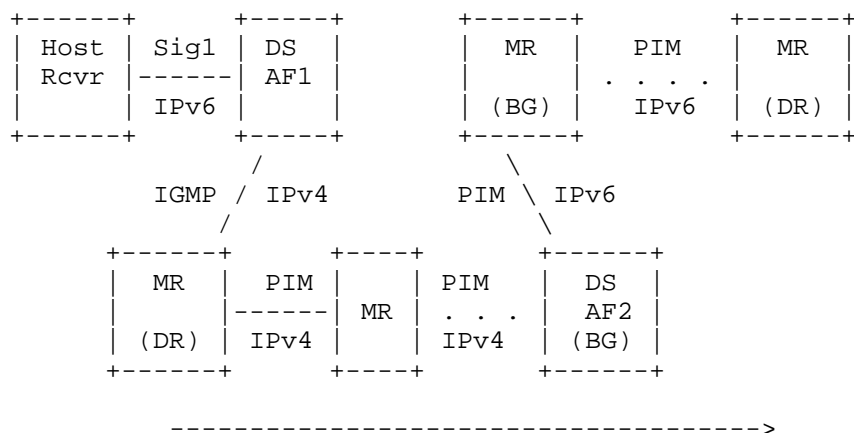 Host Sig1 DS MR PIM MR
Rcvr AF1 . . . .
IPv6 (BG) IPv6 (DR)
IGMP / IPv4 PIM \ IPv6
MR PIM PIM DS
MR . . . AF2
(DR) IPv4 IPv4 (BG)